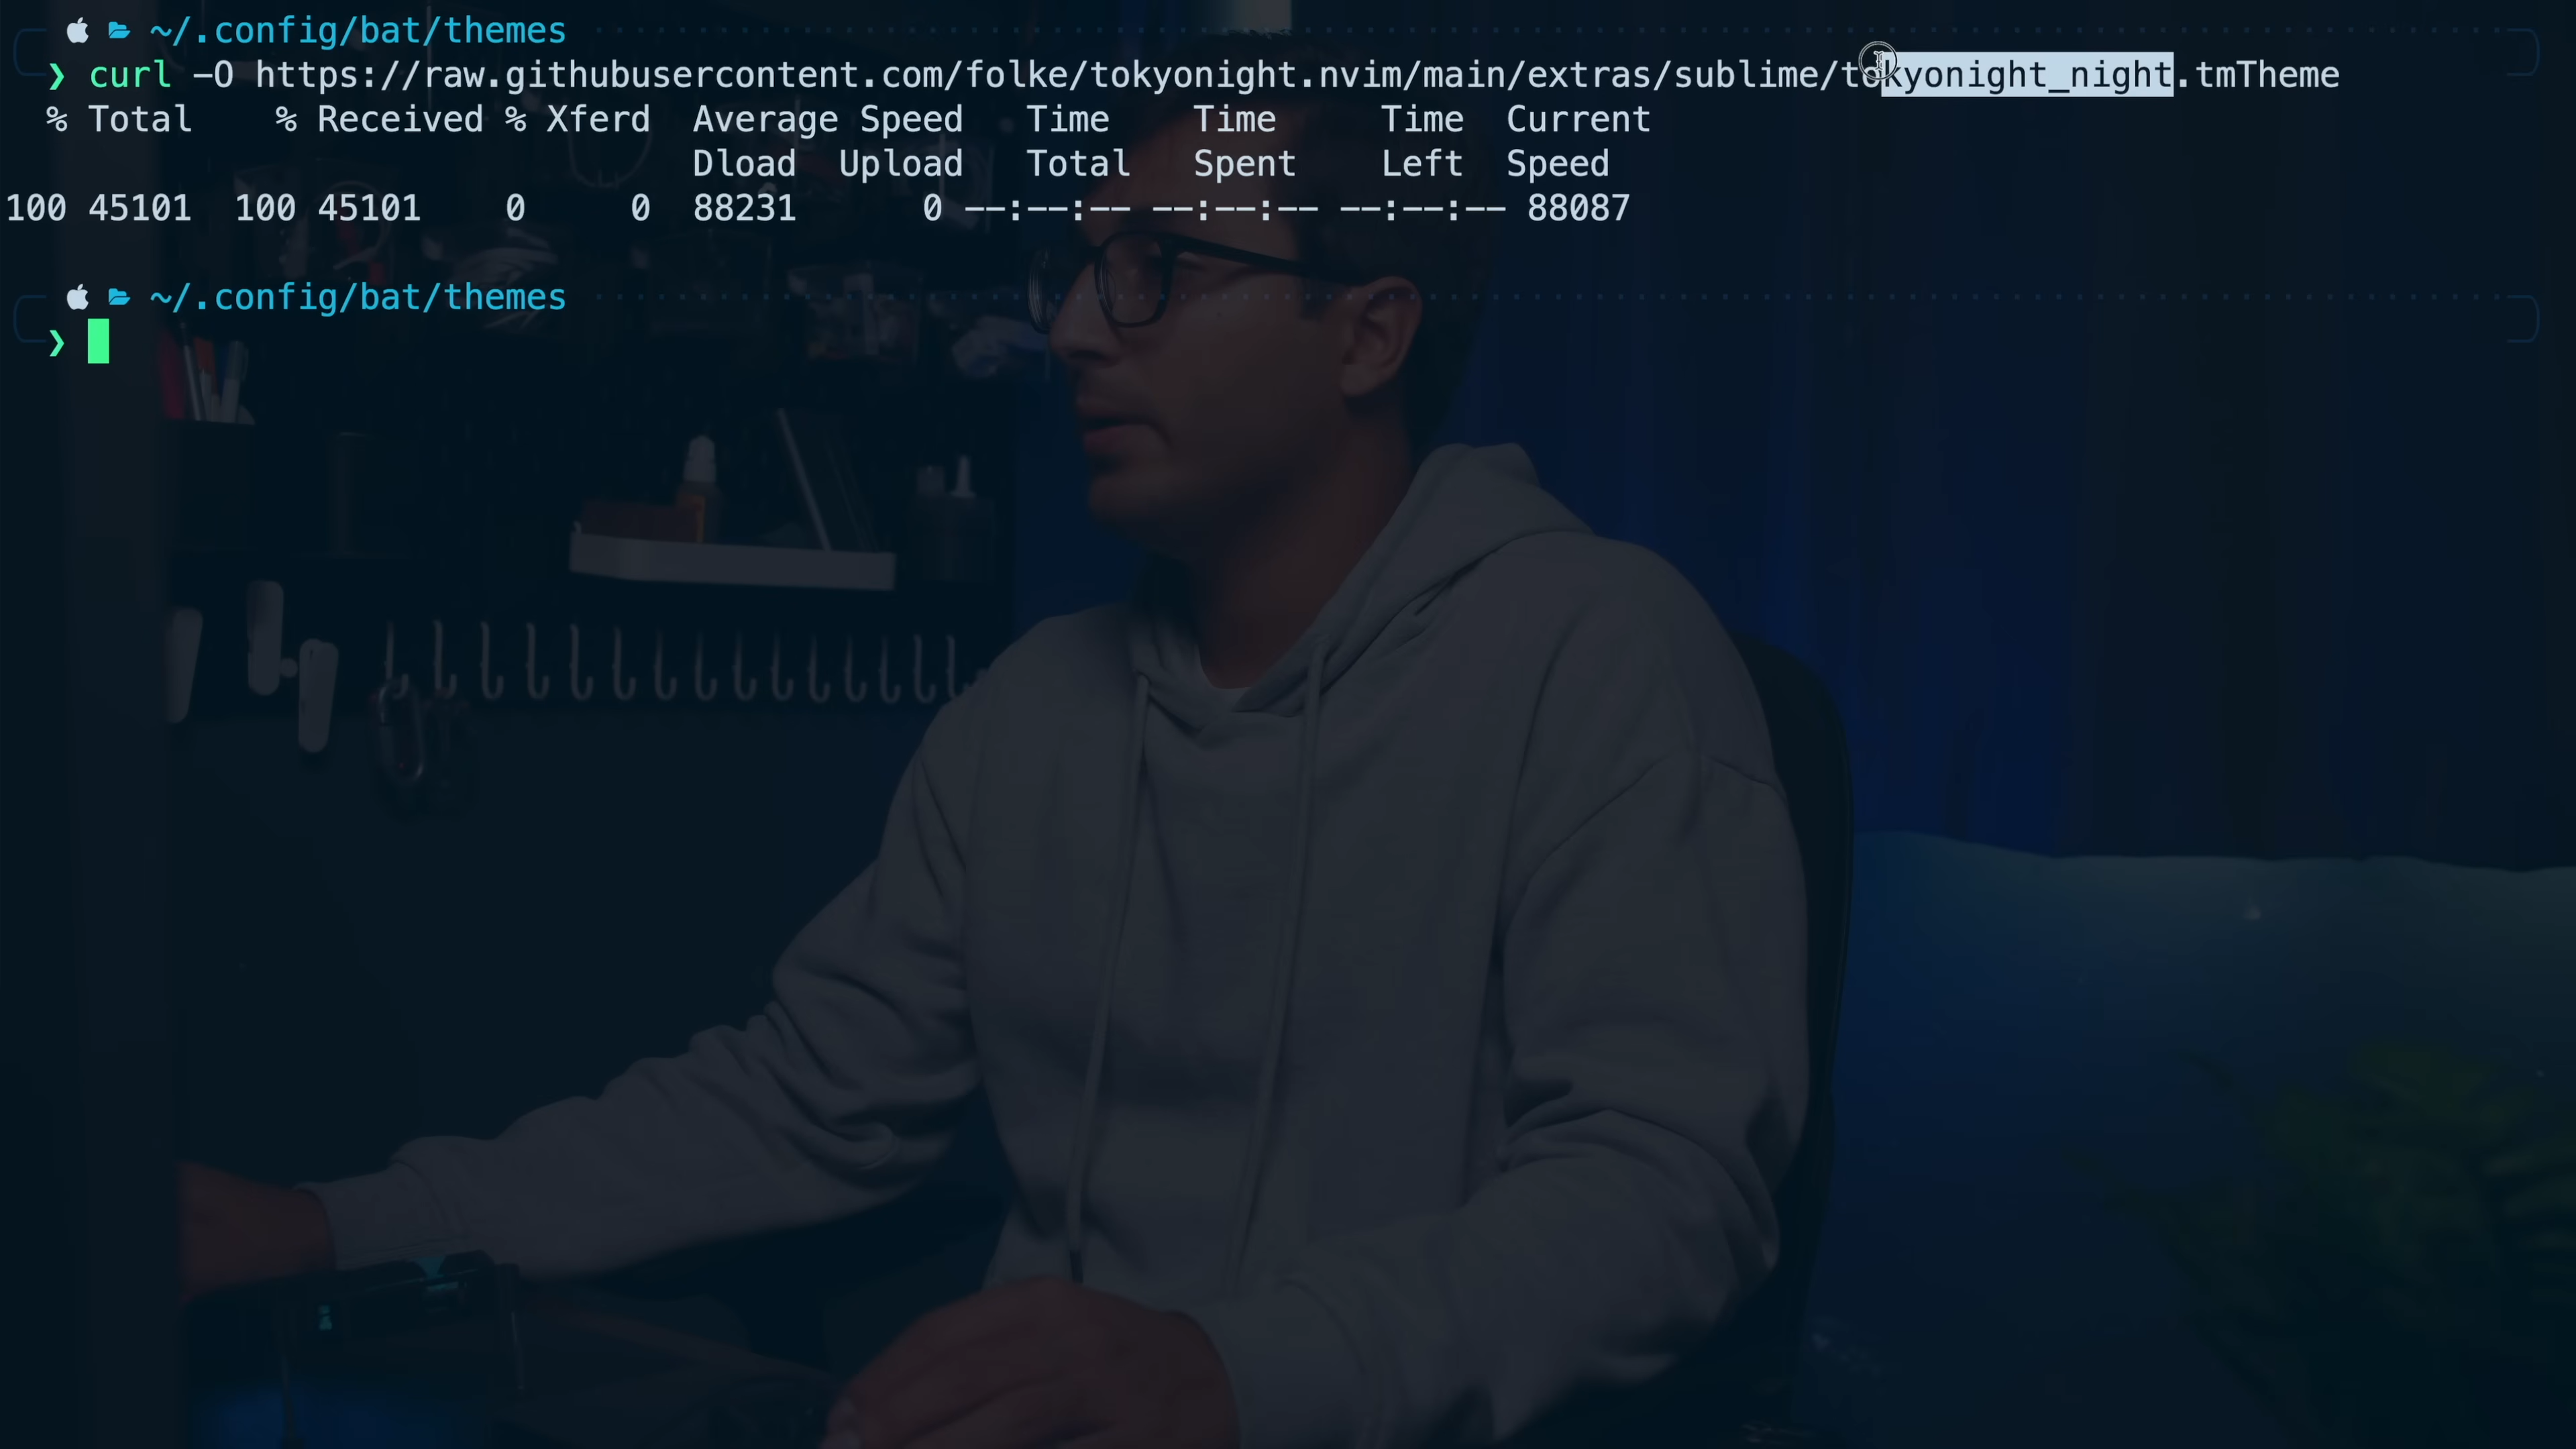 ~/.config/bat/themes
❯ curl -O https://raw.githubusercontent.com/folke/tokyonight.nvim/main/extras/sublime/tokyonight_night.tmTheme
% Total % Received % Xferd Average Speed Time Time Time Current
Dload Upload Total Spent Left Speed
100 45101 100 45101 0 0 88231 0 --:--:-- --:--:-- --:--:-- 88087
~/.config/bat/themes
❯